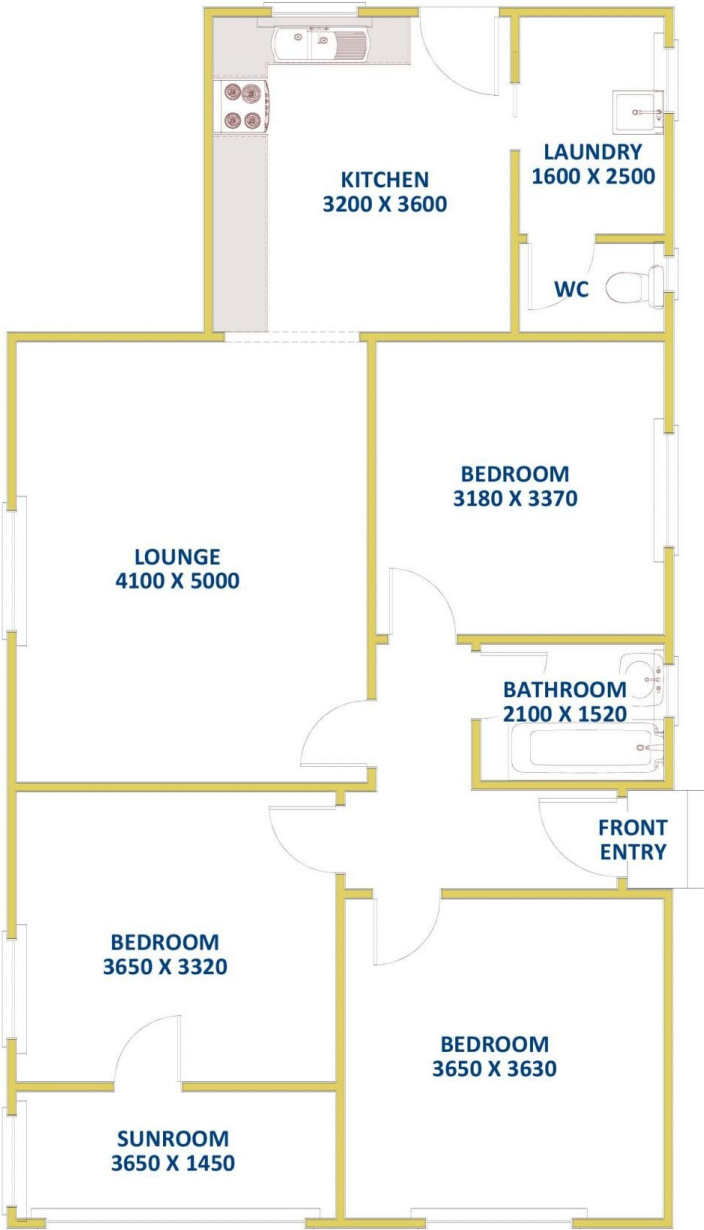 KITCHEN
3200 X 3600
LAUNDRY
1600 X 2500
WC
BEDROOM
3180 X 3370
LOUNGE
4100 X 5000
BATHROOM
2100 X 1520
FRONT
ENTRY
BEDROOM
3650 X 3320
BEDROOM
3650 X 3630
SUNROOM
3650 X 1450